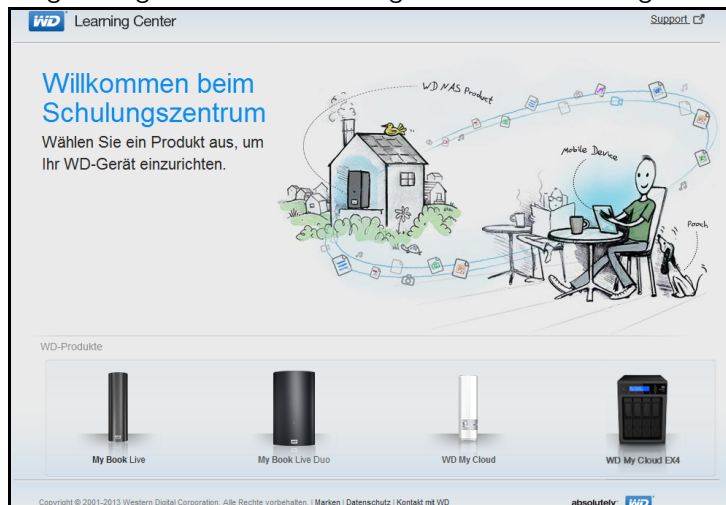 WD Learning Center
Support
Willkommen beim
Schulungszentrum
Wählen Sie ein Produkt aus, um
Ihr WD-Gerät einzurichten.
WD NAS Product
Mobile Device
Pooch
WD-Produkte
My Book Live
My Book Live Duo
WD My Cloud
WD My Cloud EX4
Copyright © 2001-2013 Western Digital Corporation. Alle Rechte vorbehalten. | Marken | Datenschutz | Kontakt mit WD
absolutely WD